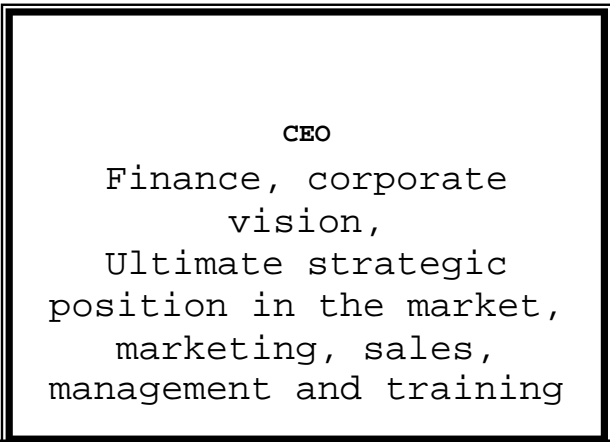 CEO
Finance, corporate
vision,
Ultimate strategic
position in the market,
marketing, sales,
management and training